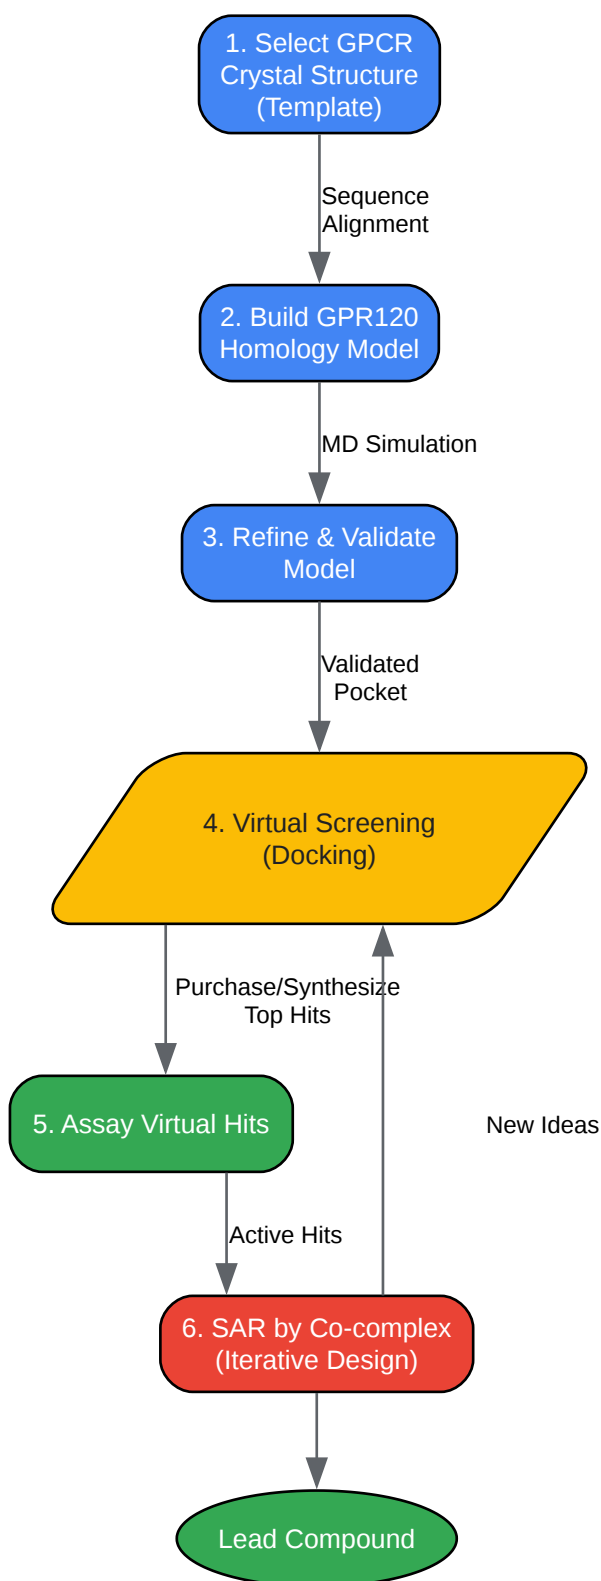 1. Select GPCR
Crystal Structure
(Template)
Sequence
Alignment
2. Build GPR120
Homology Model
MD Simulation
3. Refine & Validate
Model
Validated
Pocket
4. Virtual Screening
(Docking)
Purchase/Synthesize
Top Hits
5. Assay Virtual Hits
New Ideas
Active Hits
6. SAR by Co-complex
(Iterative Design)
Lead Compound